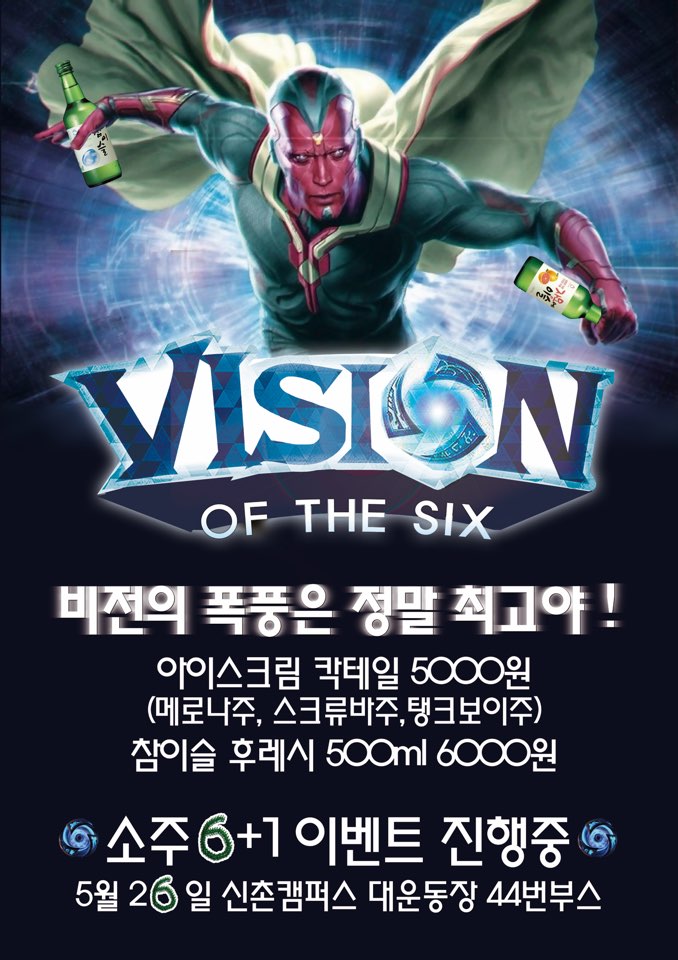 참이슬
VISION
OF THE SIX
비전의 폭풍은 정말 최고야 !
아이스크림 칵테일 5000원
(메로나주, 스크류바주,탱크보이주)
참이슬 후레시 500ml 6000원
소주 6+1 이벤트 진행중
5월 26 일 신촌캠퍼스 대운동장 44번부스